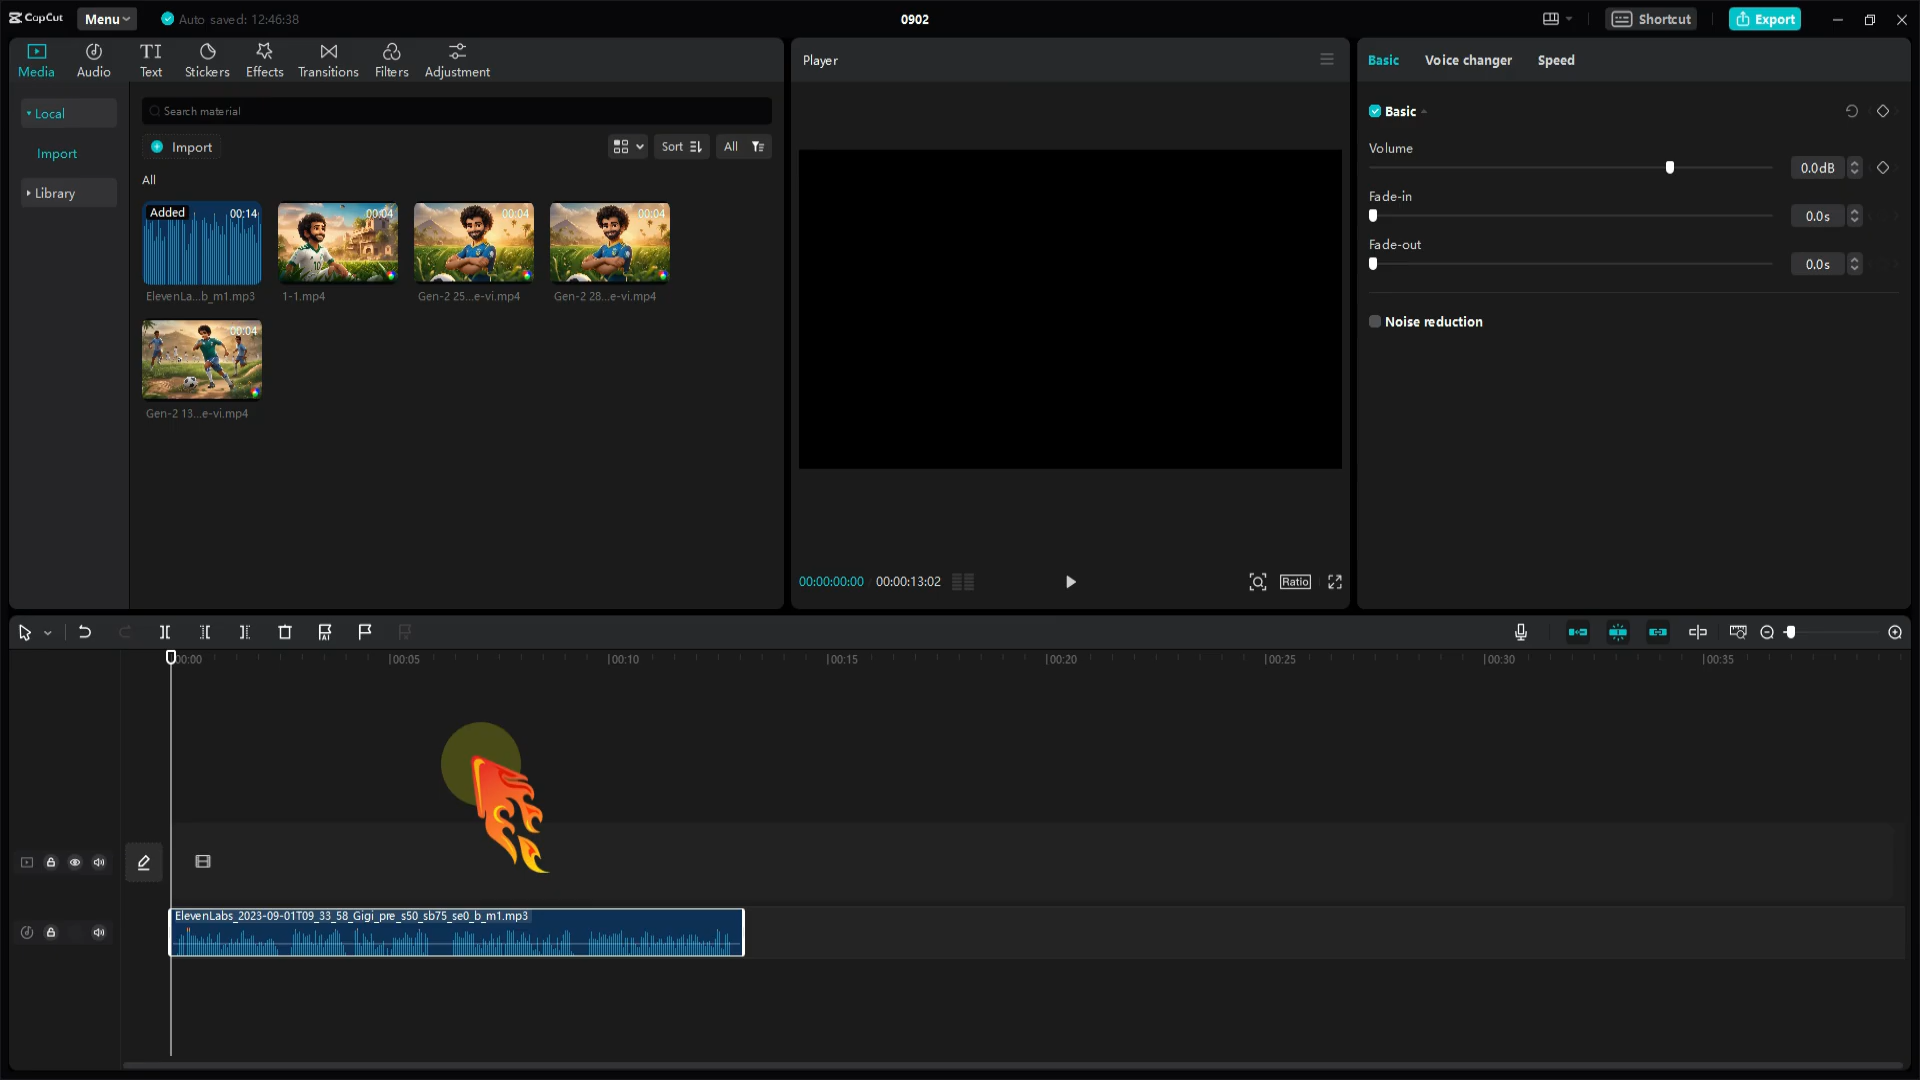 CapCut
Menu
Auto saved: 12:46:38
0902
Shortcut
Export
Media
Audio
TI
Text
Stickers
Effects
Transitions
Filters
Adjustment
Local
Import
Library
Search material
Import
Sort
All
All
Added
00:14
00:04
00:04
00:04
ElevenLa...b_m1.mp3
1-1.mp4
Gen-2 25...e-vi.mp4
Gen-2 28...e-vi.mp4
00:04
Gen-2 13...e-vi.mp4
Player
00:00:00:00
00:00:13:02
Ratio
Basic
Voice changer
Speed
Basic
Volume
0.0dB
Fade-in
0.0s
Fade-out
0.0s
Noise reduction
00:00
00:05
00:10
00:15
00:20
00:25
00:30
00:35
ElevenLabs_2023-09-01T09_33_58_Gigi_pre_s50_sb75_se0_b_m1.mp3